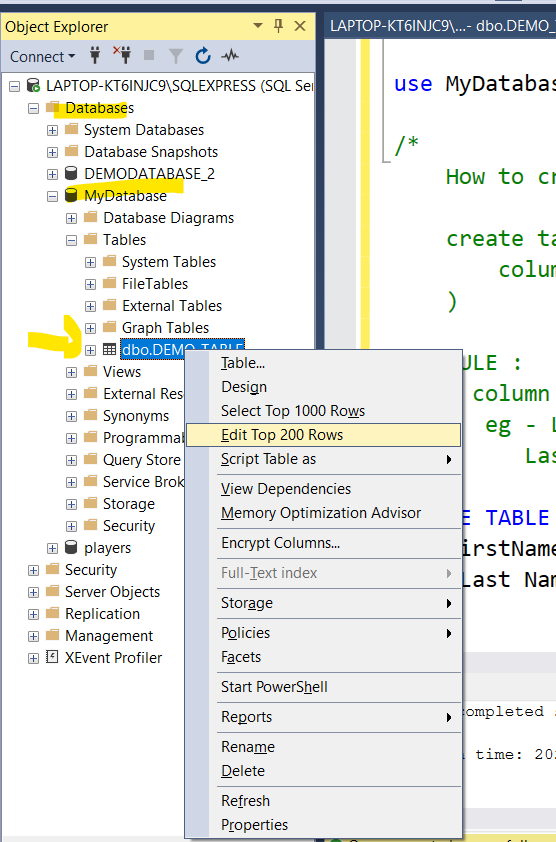 Object Explorer
LAPTOP-KT6INJC9\...- dbo.DEMO_
Connect
LAPTOP-KT6INJC9\SQLEXPRESS (SQL Se
Databases
System Databases
Database Snapshots
DEMODATABASE_2
MyDatabase
Database Diagrams
Tables
System Tables
FileTables
External Tables
Graph Tables
dbo.DEMO_TABLE
Views
External Res
Synonyms
Programmab
Query Store
Service Brok
Storage
Security
players
Security
Server Objects
Replication
Management
XEvent Profiler
Table...
Design
Select Top 1000 Rows
Edit Top 200 Rows
Script Table as
View Dependencies
Memory Optimization Advisor
Encrypt Columns...
Full-Text index
Storage
Policies
Facets
Start PowerShell
Reports
Rename
Delete
Refresh
Properties
use MyDatabas
/*
How to cr
create ta
colum
)
ULE :
column
eg - L
Las
E TABLE
irstName
Last Nam
completed
time: 202